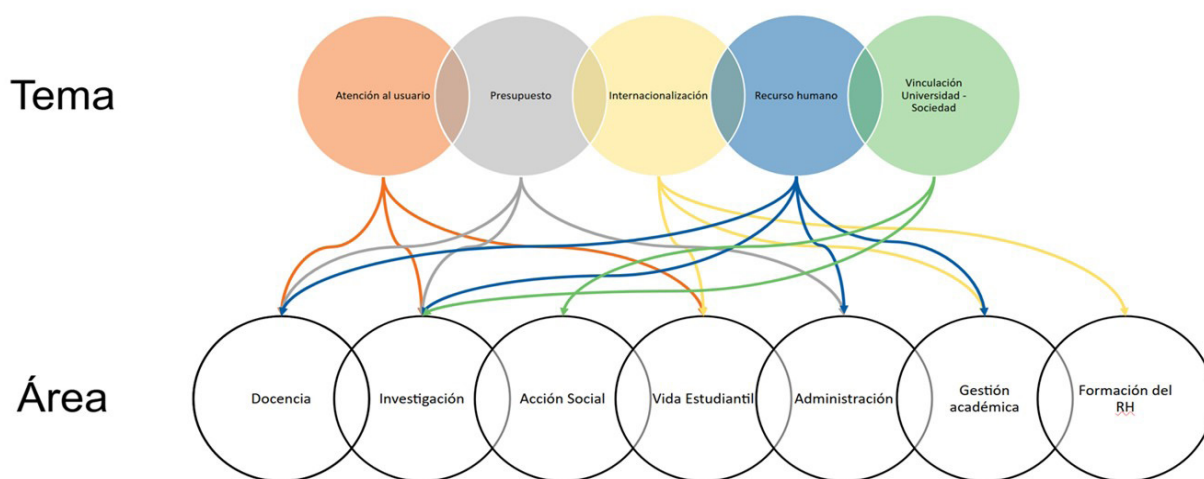 Tema
Atención al usuario
Presupuesto
Internacionalización
Recurso humano
Vinculación
Universidad -
Sociedad
Área
Docencia
Investigación
Acción Social
Vida Estudiantil
Administración
Gestión
académica
Formación del
RH